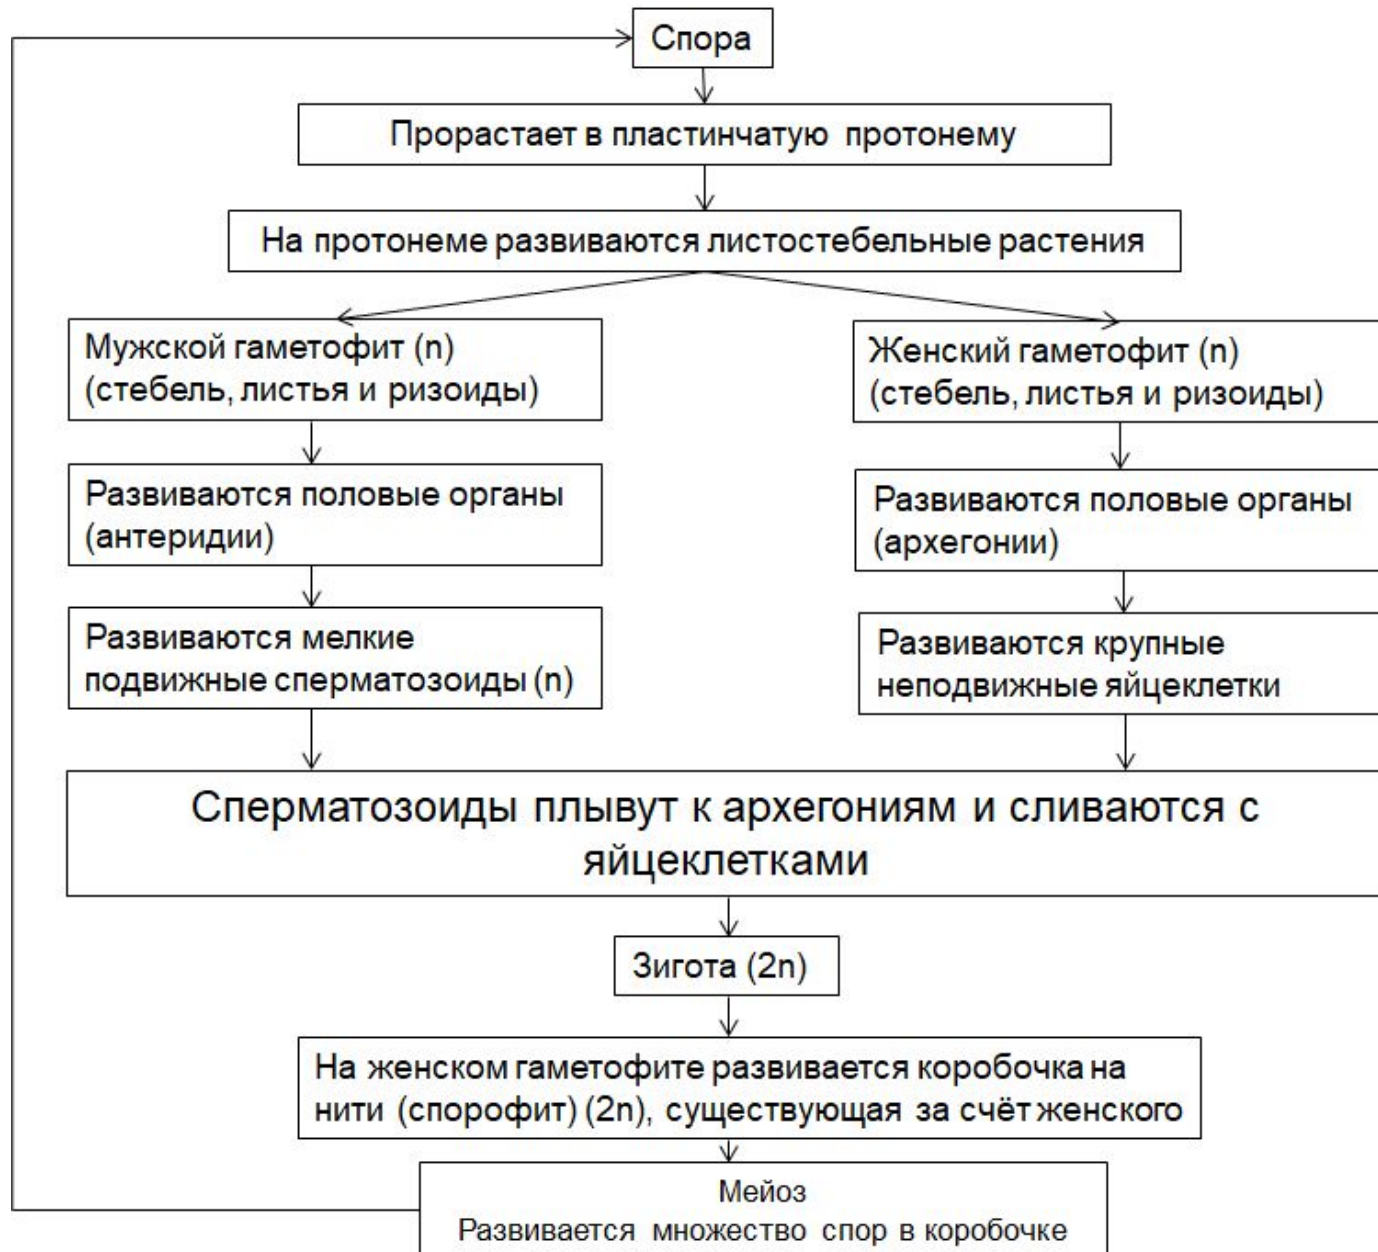 Спора
Прорастает в пластинчатую протонему
На протонеме развиваются листостебельные растения
Мужской гаметофит (n)
(стебель, листья и ризоиды)
Женский гаметофит (n)
(стебель, листья и ризоиды)
Развиваются половые органы
(антеридии)
Развиваются половые органы
(архегонии)
Развиваются мелкие
подвижные сперматозоиды (n)
Развиваются крупные
неподвижные яйцеклетки
Сперматозоиды плывут к архегониям и сливаются с
яйцеклетками
Зигота (2n)
На женском гаметофите развивается коробочка на
нити (спорофит) (2n), существующая за счёт женского
Мейоз
Развивается множество спор в коробочке